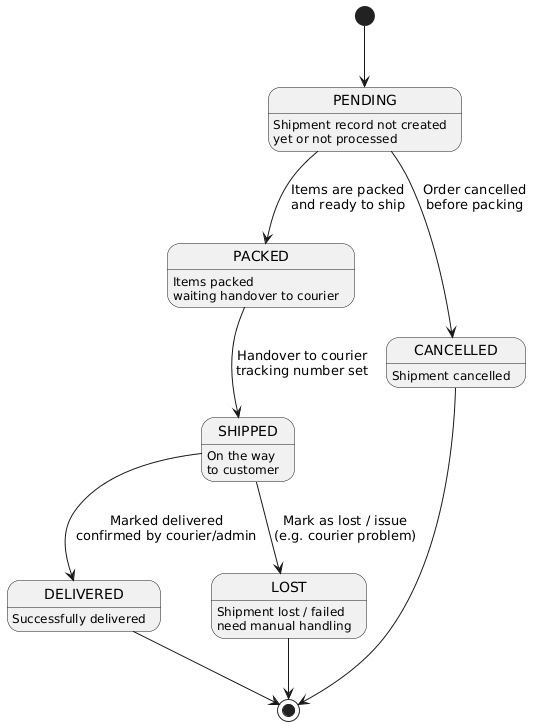 PENDING
Shipment record not created
yet or not processed
Items are packed
and ready to ship
Order cancelled
before packing
PACKED
Items packed
waiting handover to courier
Handover to courier
tracking number set
CANCELLED
Shipment cancelled
SHIPPED
On the way
to customer
Marked delivered
confirmed by courier/admin
Mark as lost / issue
(e.g. courier problem)
DELIVERED
Successfully delivered
LOST
Shipment lost / failed
need manual handling